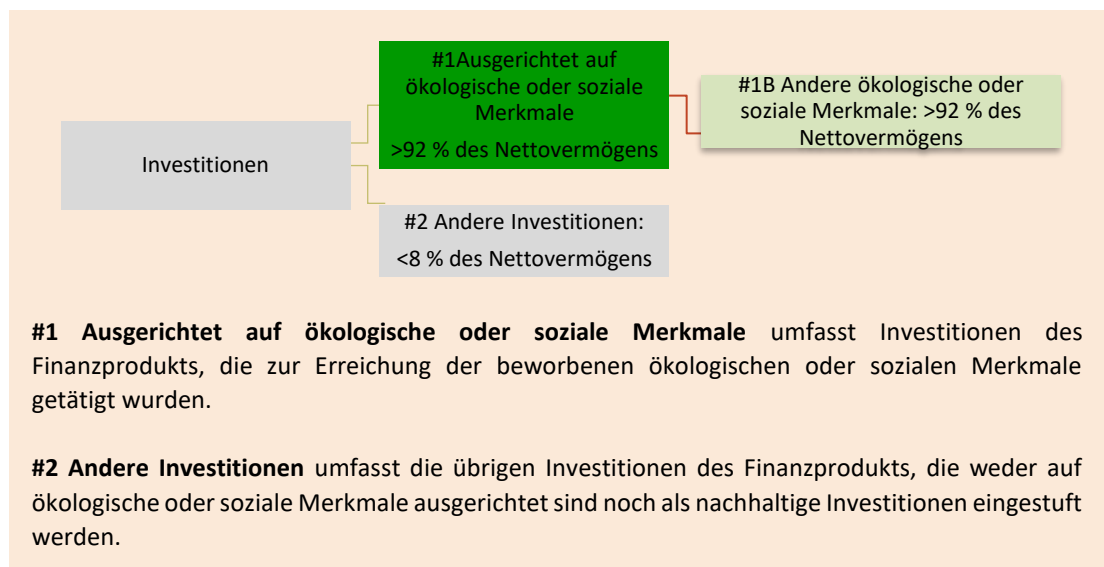 #1Ausgerichtet auf
ökologische oder soziale
Merkmale
>92 % des Nettovermögens
#1B Andere ökologische oder
soziale Merkmale: >92 % des
Nettovermögens
Investitionen
#2 Andere Investitionen:
<8 % des Nettovermögens
#1 Ausgerichtet auf ökologische oder soziale Merkmale umfasst Investitionen des
Finanzprodukts, die zur Erreichung der beworbenen ökologischen oder sozialen Merkmale
getätigt wurden.
#2 Andere Investitionen umfasst die übrigen Investitionen des Finanzprodukts, die weder auf
ökologische oder soziale Merkmale ausgerichtet sind noch als nachhaltige Investitionen eingestuft
werden.